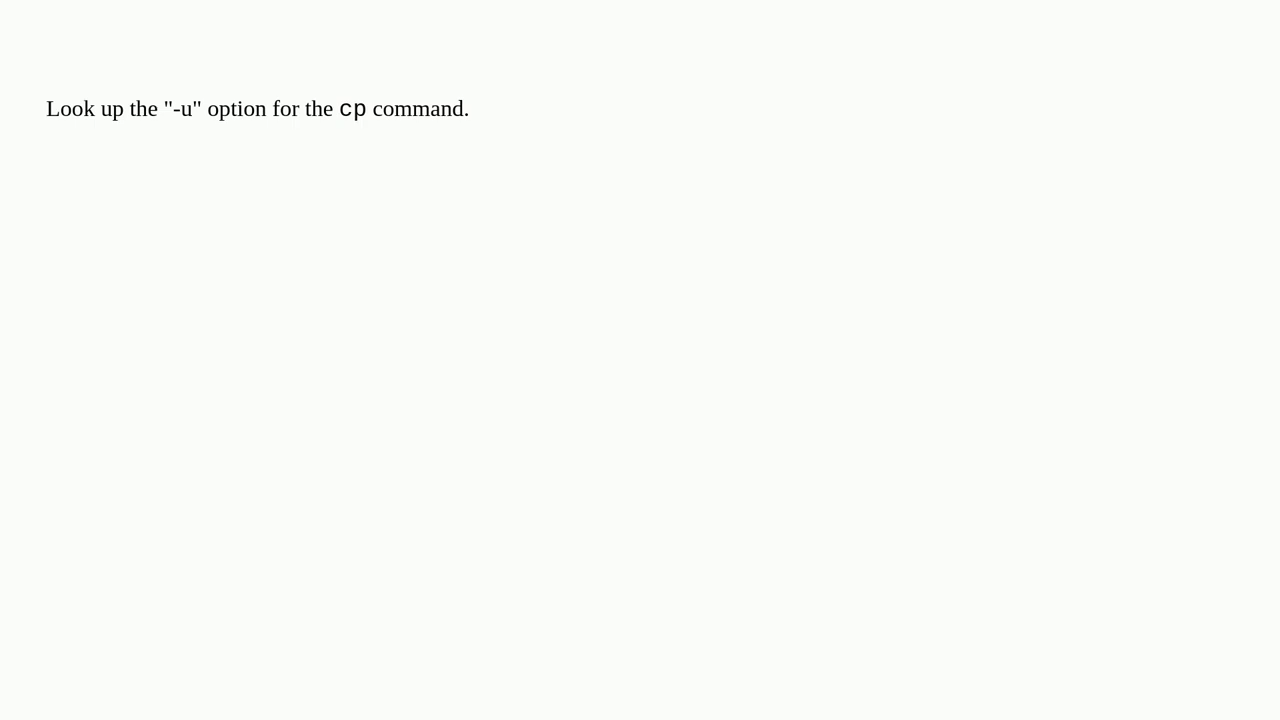 Look up the "-u" option for the cp command.